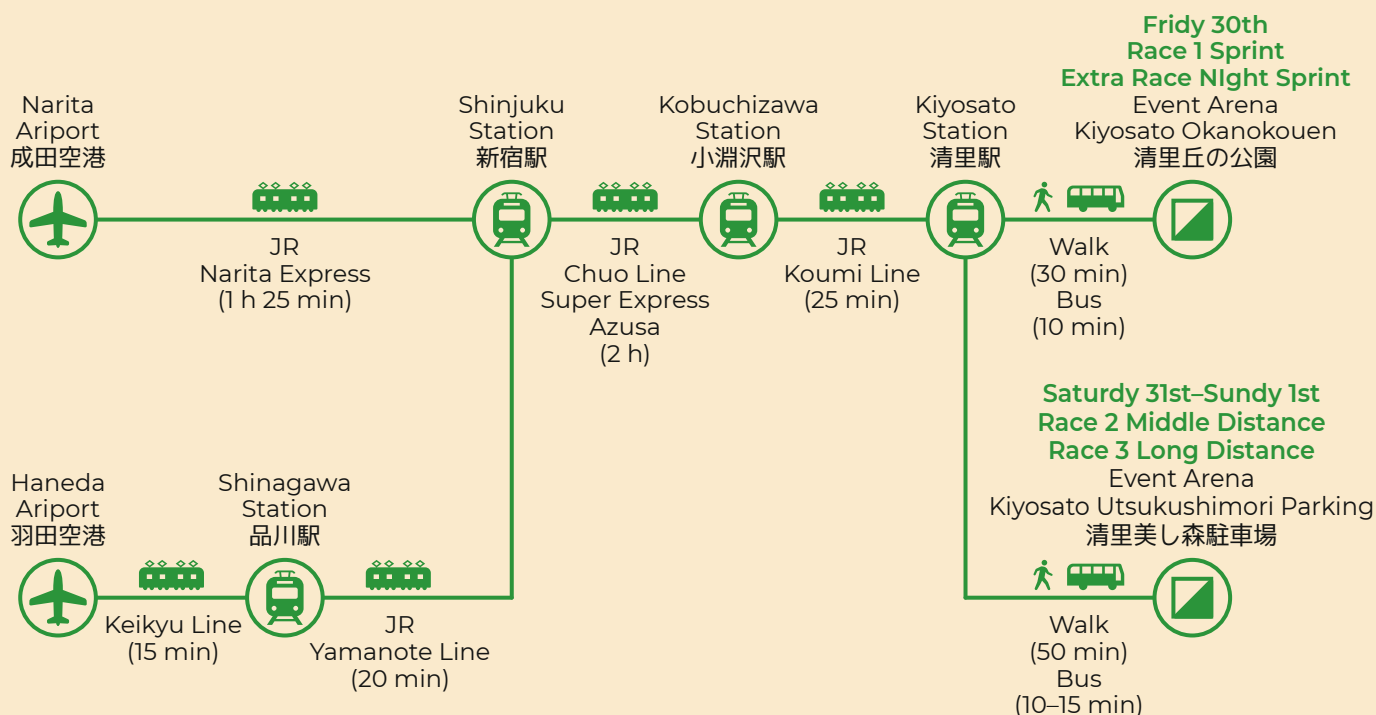 Fridy 30th
Race 1 Sprint
Extra Race NIght Sprint
Event Arena
Kiyosato Okanokouen
清里丘の公園
Narita
Ariport
成田空港
Shinjuku
Station
新宿駅
Kobuchizawa
Station
小淵沢駅
Kiyosato
Station
清里駅
JR
Narita Express
(1 h 25 min)
JR
Chuo Line
Super Express
Azusa
(2 h)
JR
Koumi Line
(25 min)
Walk
(30 min)
Bus
(10 min)
Saturdy 31st–Sundy 1st
Race 2 Middle Distance
Race 3 Long Distance
Event Arena
Kiyosato Utsukushimori Parking
清里美し森駐車場
Haneda
Ariport
羽田空港
Shinagawa
Station
品川駅
Keikyu Line
(15 min)
JR
Yamanote Line
(20 min)
Walk
(50 min)
Bus
(10–15 min)